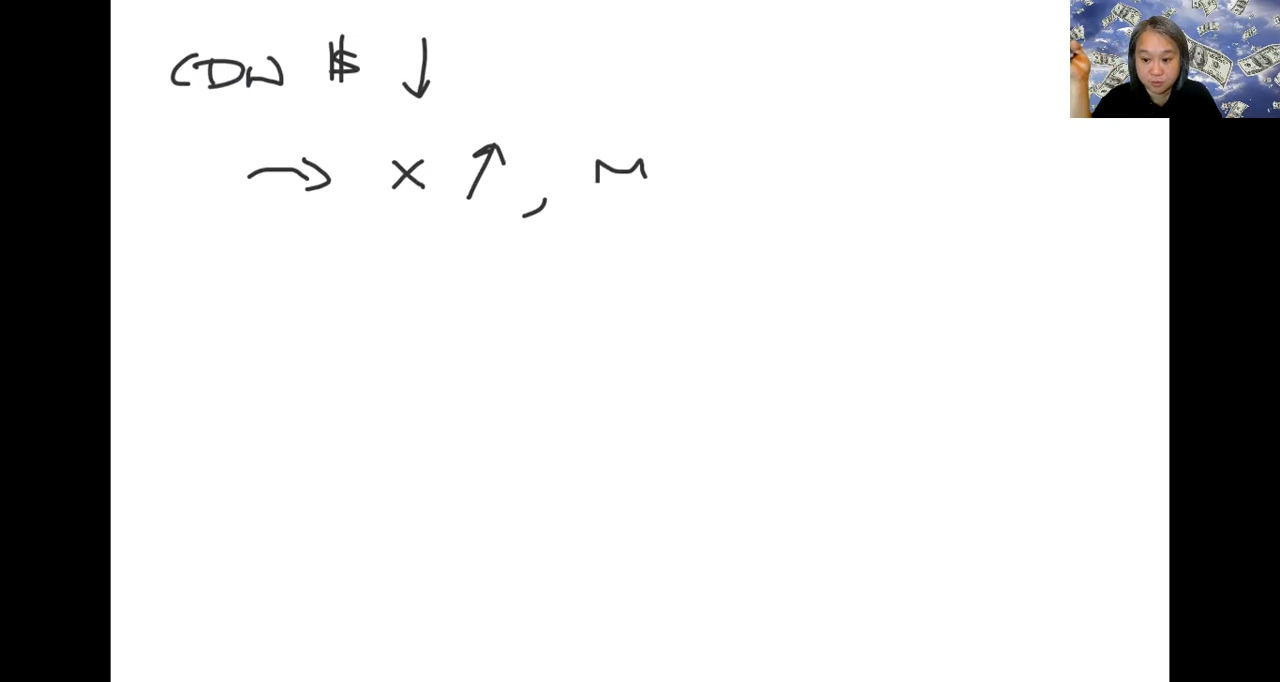 CDN $ ↓
→ X ↑, M